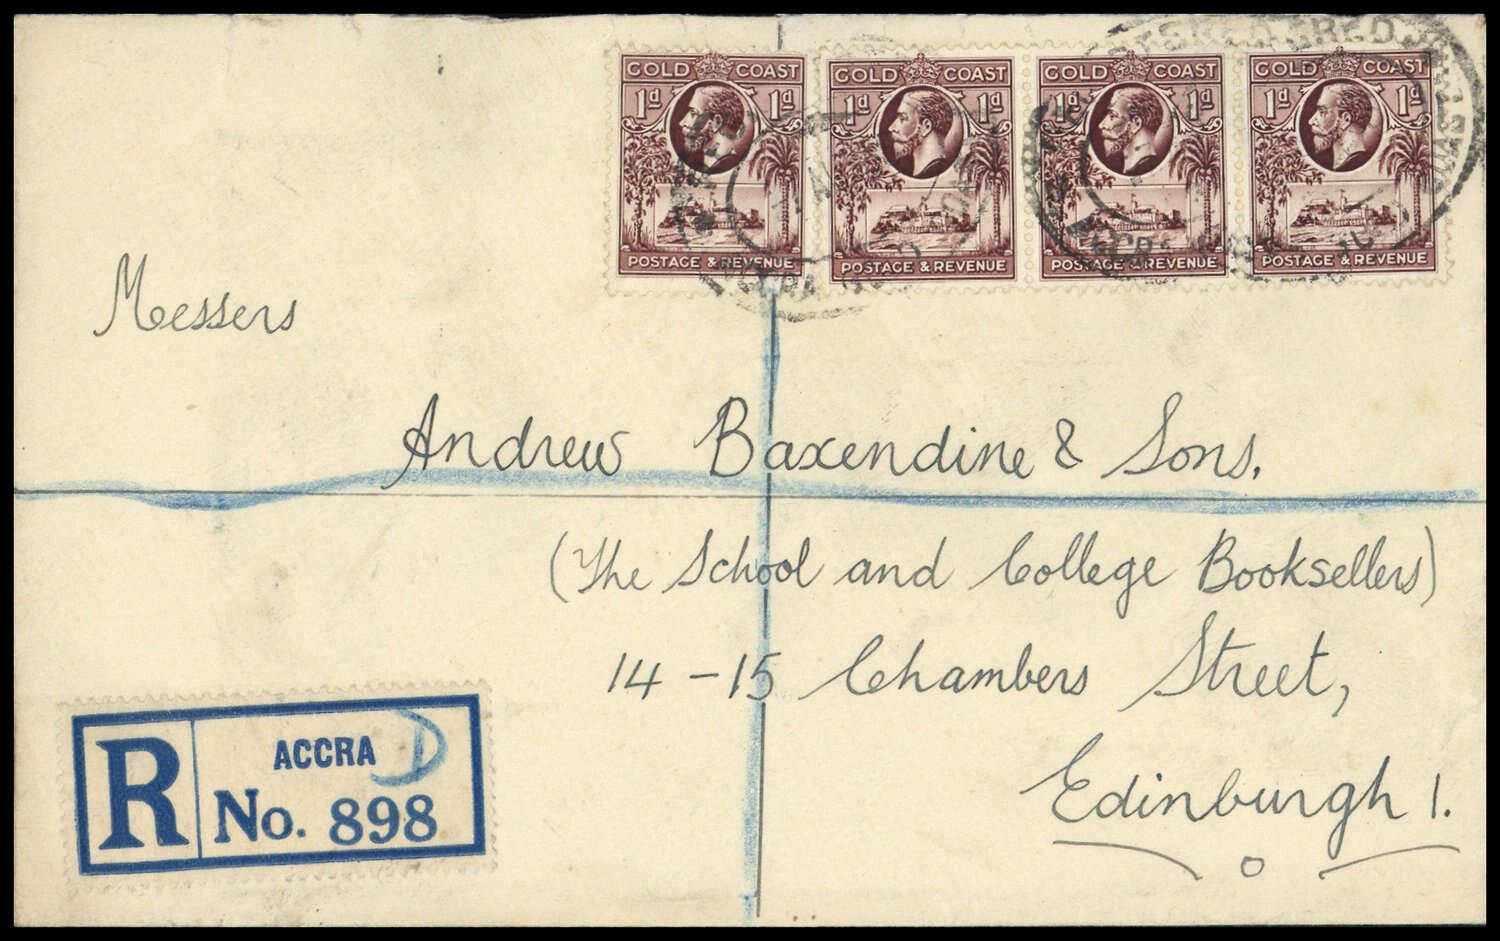 GOLD COAST
1d 1d
POSTAGE & REVENUE
GOLD COAST
1d 1d
POSTAGE & REVENUE
GOLD COAST
1d 1d
POSTAGE & REVENUE
GOLD COAST
1d 1d
POSTAGE & REVENUE
Messers
Andrew Baxendine & Sons.
(The School and College Booksellers)
14 - 15 Chambers Street,
Edinburgh 1.
R ACCRA D
No. 898